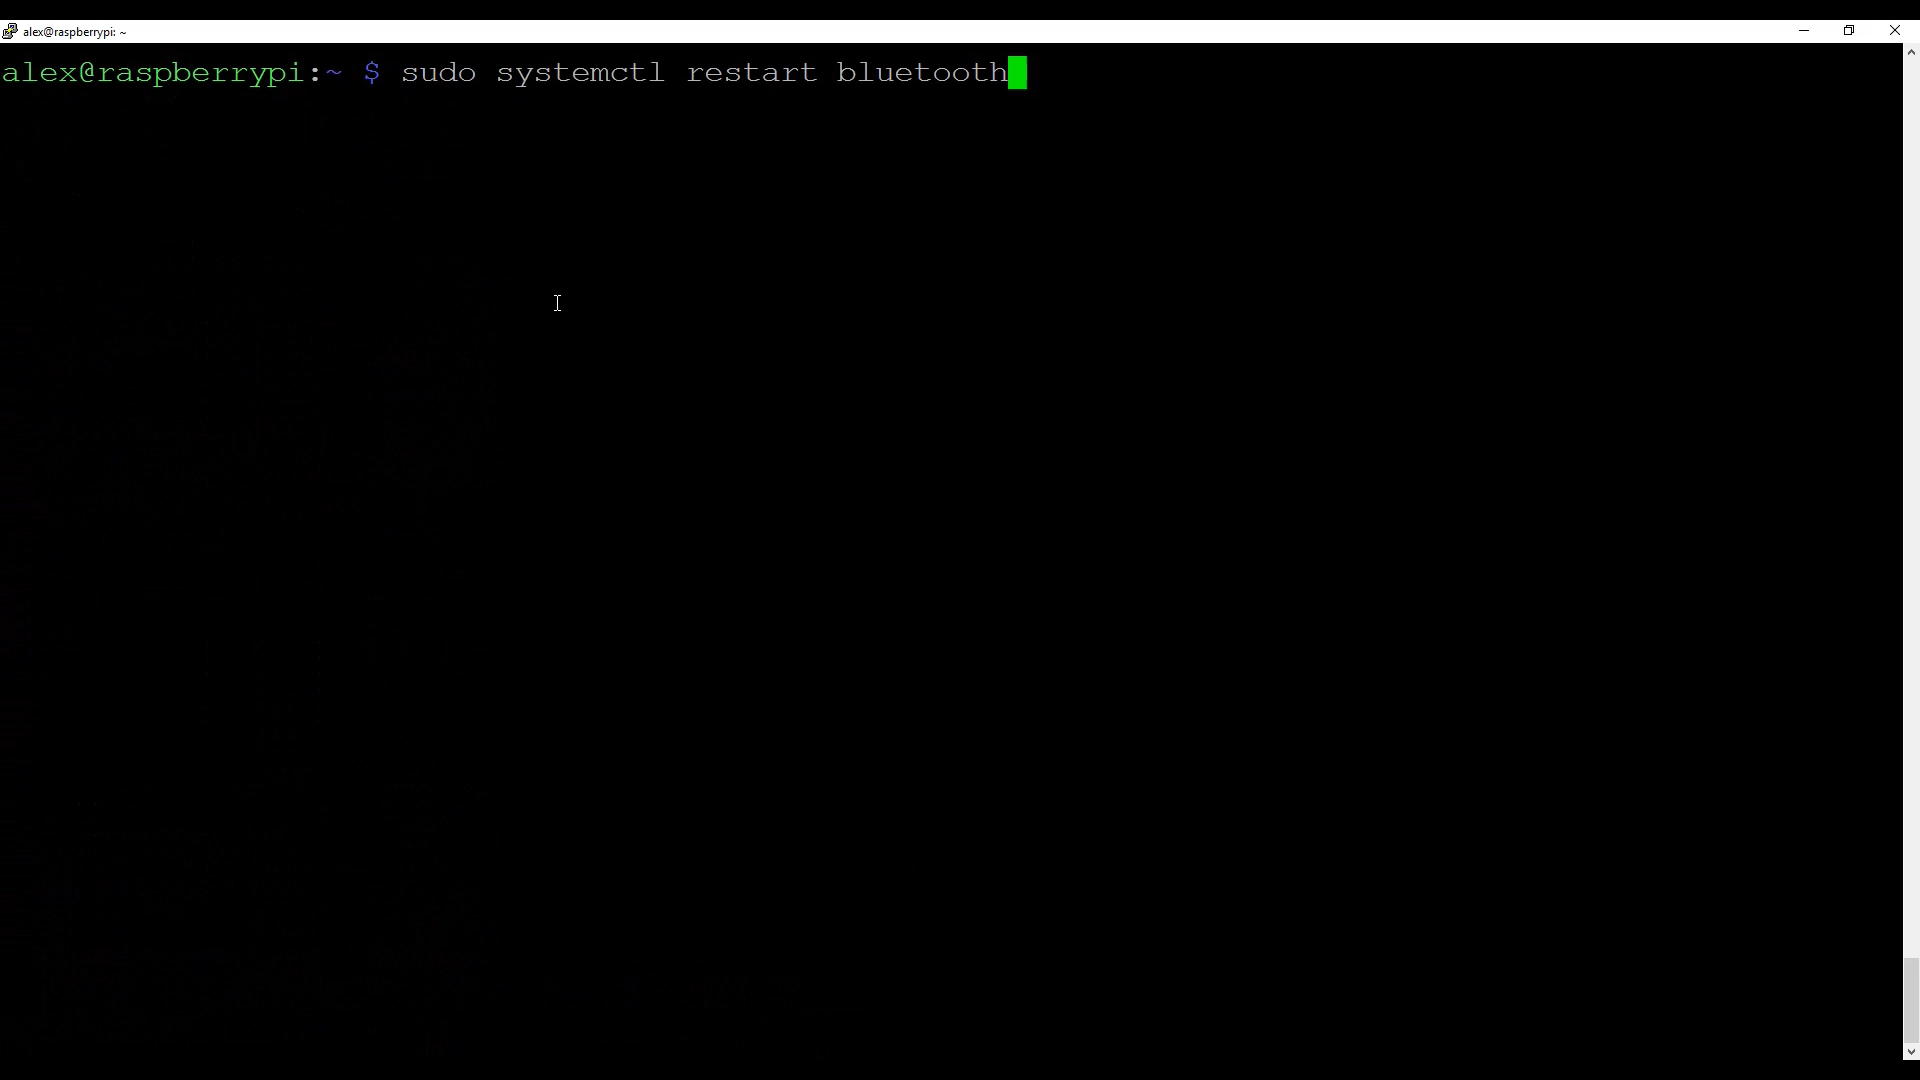 alex@raspberrypi: ~
alex@raspberrypi:~ $ sudo systemctl restart bluetooth